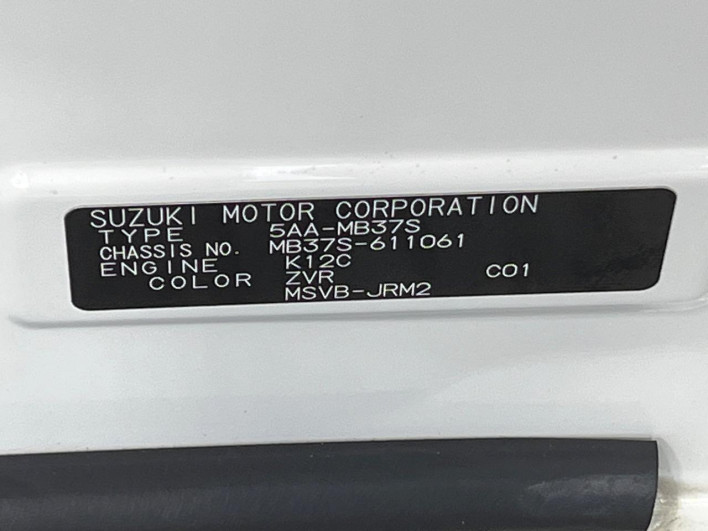 SUZUKI MOTOR CORPORATION
TYPE 5AA-MB37S
CHASSIS NO. MB37S-611061
ENGINE K12C
COLOR ZVR C01
MSVB-JRM2